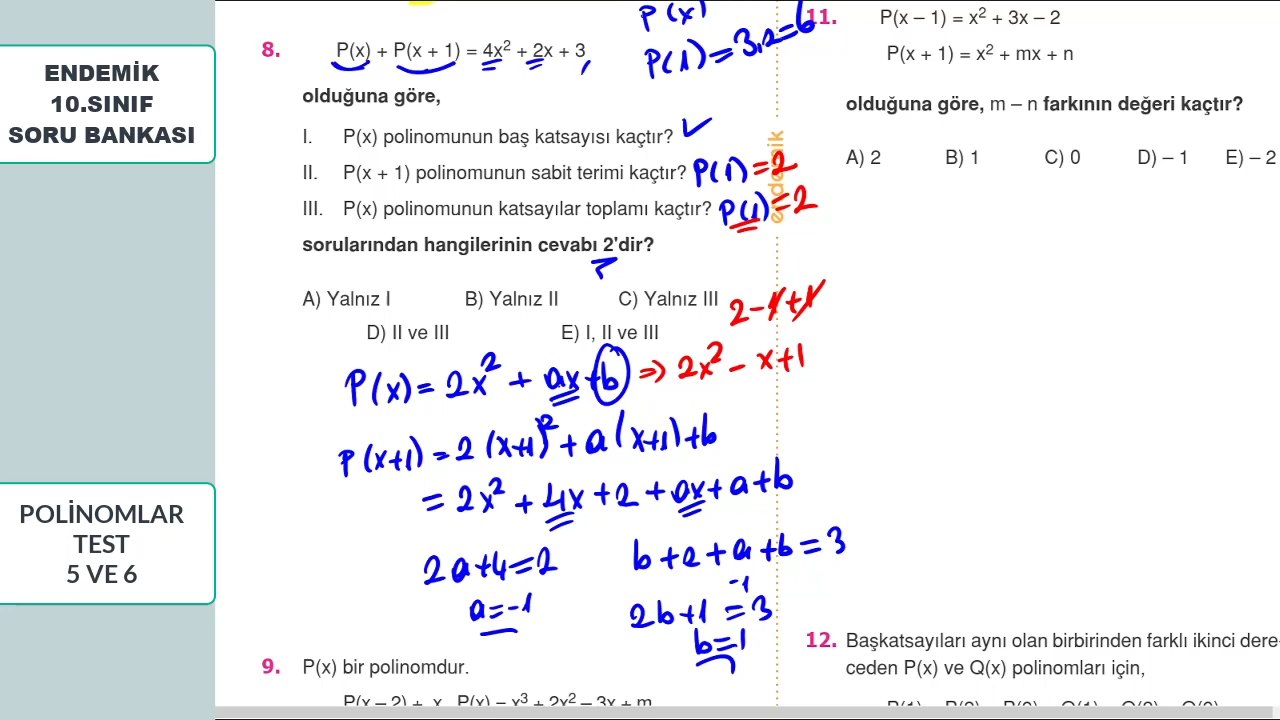 ENDEMİK
10.SINIF
SORU BANKASI
POLİNOMLAR
TEST
5 VE 6
P(x)
P(1)=3.2=6
8. P(x) + P(x + 1) = 4x² + 2x + 3,
olduğuna göre,
I. P(x) polinomunun baş katsayısı kaçtır? ✓
II. P(x + 1) polinomunun sabit terimi kaçtır? P(1)=2
III. P(x) polinomunun katsayılar toplamı kaçtır? P(1)=2
sorularından hangilerinin cevabı 2'dir?
A) Yalnız I B) Yalnız II C) Yalnız III
D) II ve III E) I, II ve III
2-1+1
P(x) = 2x² + ax+b => 2x² - x+1
P(x+1) = 2(x+1)² + a(x+1)+b
= 2x² + 4x + 2 + ax + a + b
2a+4=2
a=-1
b+2+a+b=3
-1
2b+1=3
b=1
9. P(x) bir polinomdur.
P(x – 2) + x . P(x) = x³ + 2x² – 3x + m
endemik
11. P(x – 1) = x² + 3x – 2
P(x + 1) = x² + mx + n
olduğuna göre, m – n farkının değeri kaçtır?
A) 2 B) 1 C) 0 D) – 1 E) – 2
12. Başkatsayıları aynı olan birbirinden farklı ikinci dere-
ceden P(x) ve Q(x) polinomları için,